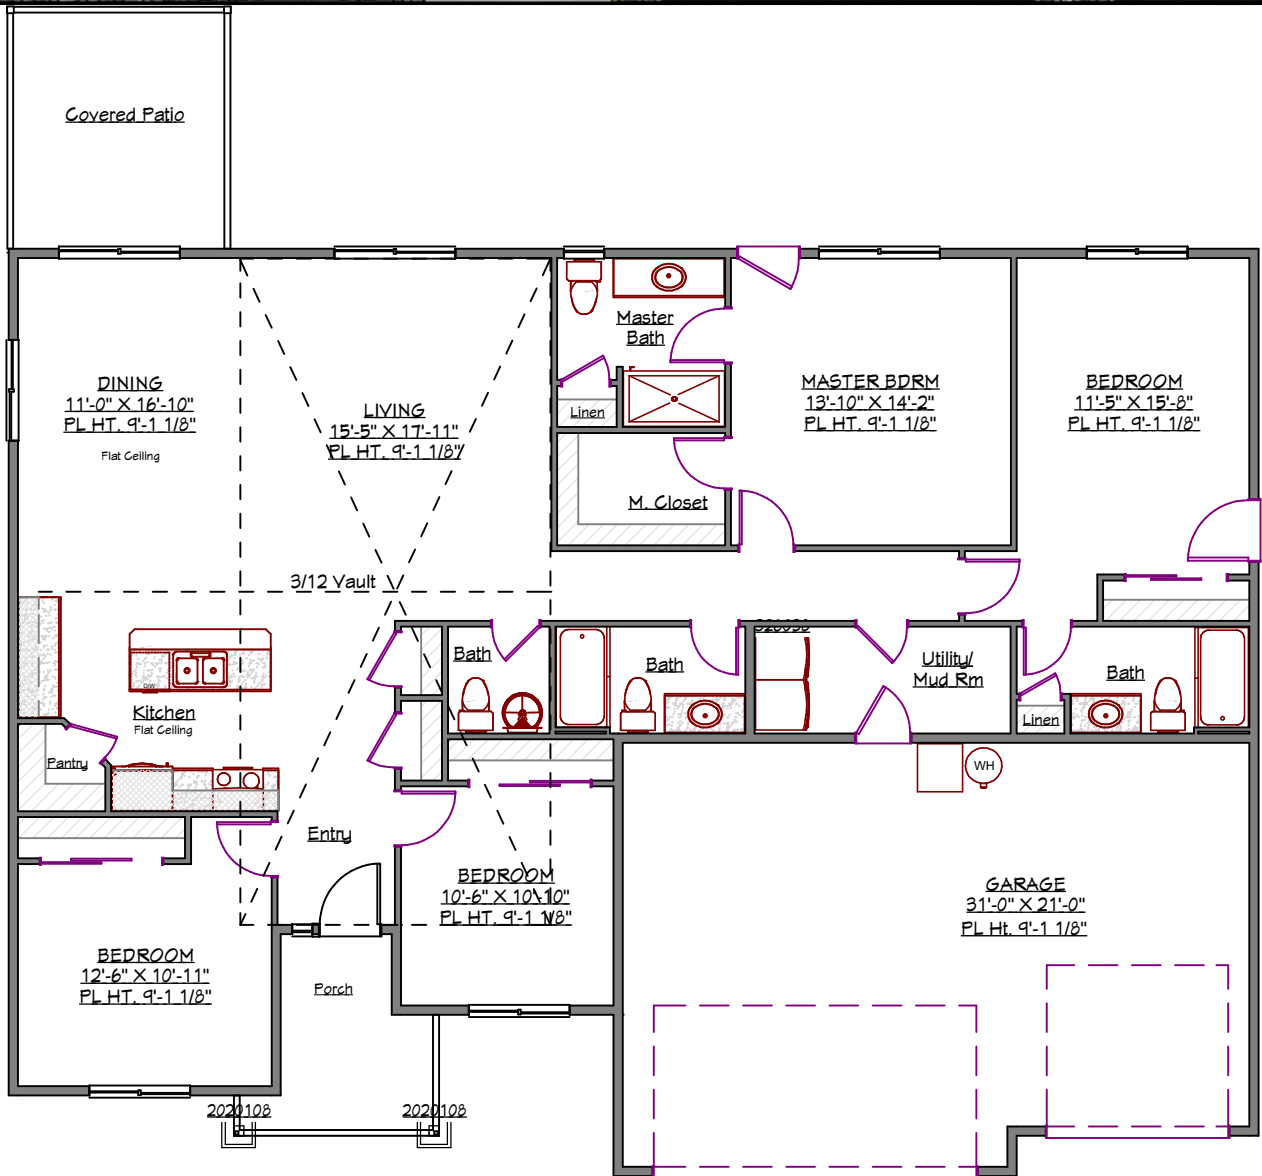 Covered Patio
Master
Bath
DINING
11'-0" X 16'-10"
PL HT. 9'-1 1/8"
Flat Ceiling
LIVING
15'-5" X 17'-11"
PL HT. 9'-1 1/8"
Linen
MASTER BDRM
13'-10" X 14'-2"
PL HT. 9'-1 1/8"
BEDROOM
11'-5" X 15'-8"
PL HT. 9'-1 1/8"
M. Closet
3/12 Vault
Bath
Bath
Utility/
Mud Rm
Bath
D/W
Kitchen
Flat Ceiling
Linen
Pantry
WH
Entry
BEDROOM
10'-6" X 10'-10"
PL HT. 9'-1 1/8"
GARAGE
31'-0" X 21'-0"
PL Ht. 9'-1 1/8"
BEDROOM
12'-6" X 10'-11"
PL HT. 9'-1 1/8"
Porch
2020108
2020108